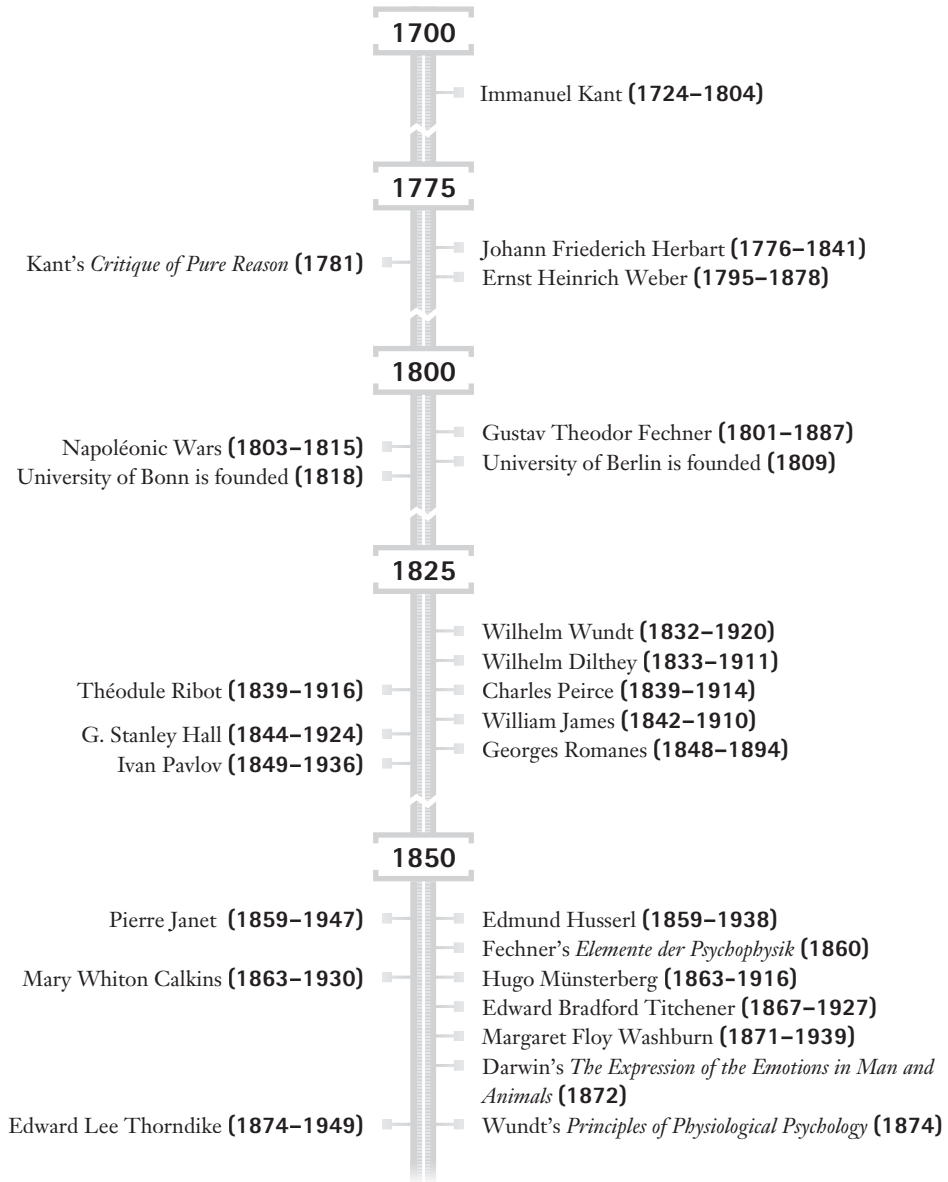 1700
Immanuel Kant (1724–1804)
1775
Kant’s Critique of Pure Reason (1781)
Johann Friederich Herbart (1776–1841)
Ernst Heinrich Weber (1795–1878)
1800
Napoléonic Wars (1803–1815)
University of Bonn is founded (1818)
Gustav Theodor Fechner (1801–1887)
University of Berlin is founded (1809)
1825
Wilhelm Wundt (1832–1920)
Wilhelm Dilthey (1833–1911)
Théodule Ribot (1839–1916)
Charles Peirce (1839–1914)
William James (1842–1910)
G. Stanley Hall (1844–1924)
Georges Romanes (1848–1894)
Ivan Pavlov (1849–1936)
1850
Pierre Janet (1859–1947)
Edmund Husserl (1859–1938)
Fechner’s Elemente der Psychophysik (1860)
Mary Whiton Calkins (1863–1930)
Hugo Münsterberg (1863–1916)
Edward Bradford Titchener (1867–1927)
Margaret Floy Washburn (1871–1939)
Darwin’s The Expression of the Emotions in Man and
Animals (1872)
Edward Lee Thorndike (1874–1949)
Wundt’s Principles of Physiological Psychology (1874)